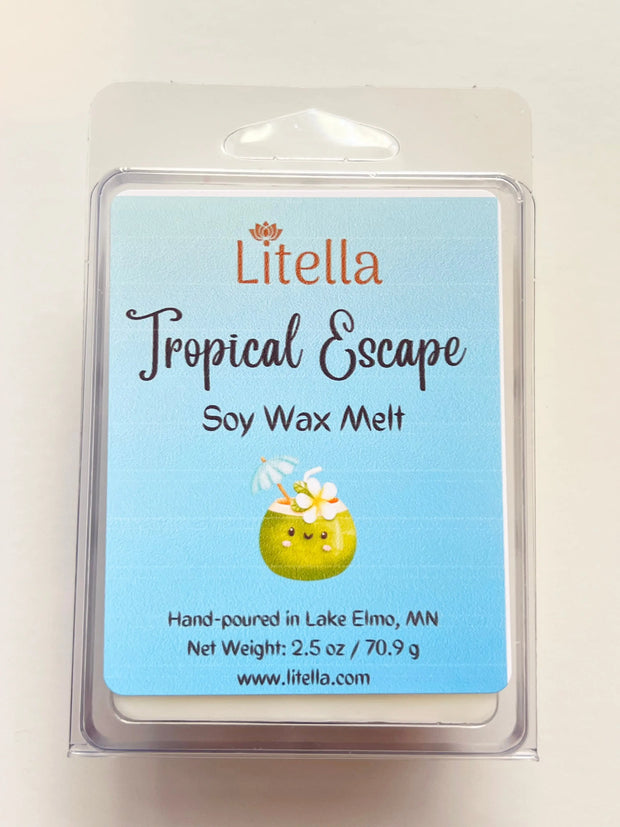 Litella
Tropical Escape
Soy Wax Melt
Hand-poured in Lake Elmo, MN
Net Weight: 2.5 oz / 70.9 g
www.litella.com